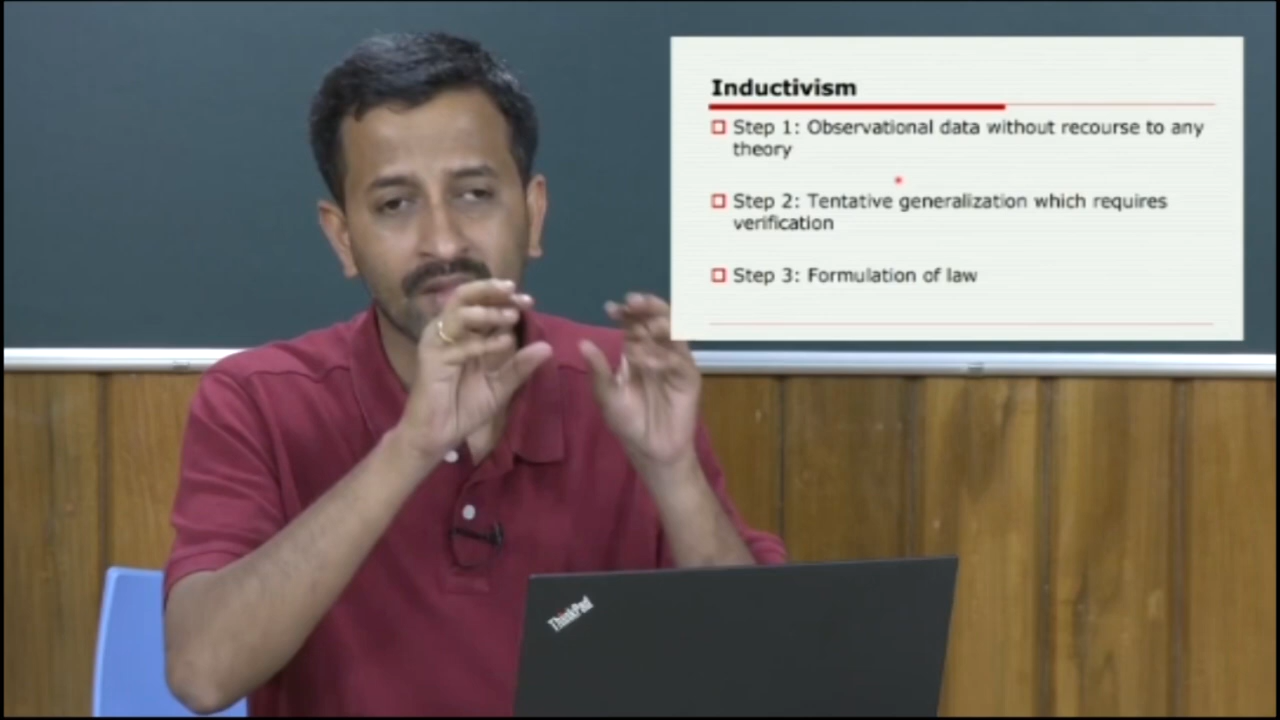 Inductivism
Step 1: Observational data without recourse to any
theory
Step 2: Tentative generalization which requires
verification
Step 3: Formulation of law
ThinkPad